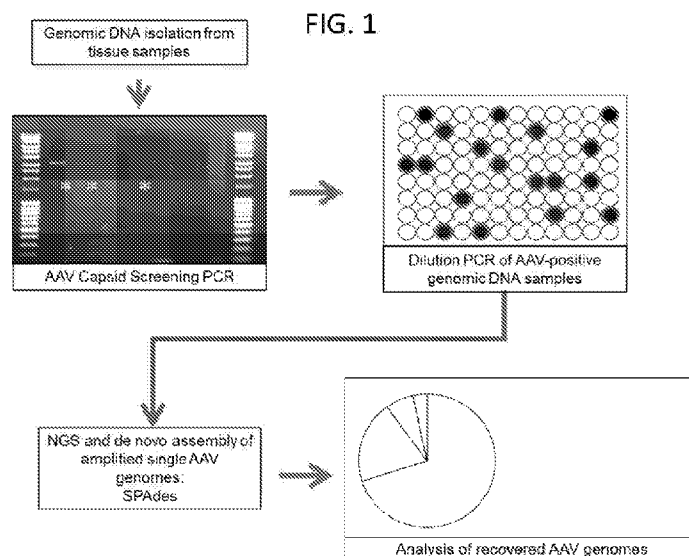 FIG. 1
Genomic DNA isolation from
tissue samples
* * *
AAV Capsid Screening PCR
Dilution PCR of AAV-positive
genomic DNA samples
NGS and de novo assembly of
amplified single AAV
genomes:
SPAdes
Analysis of recovered AAV genomes